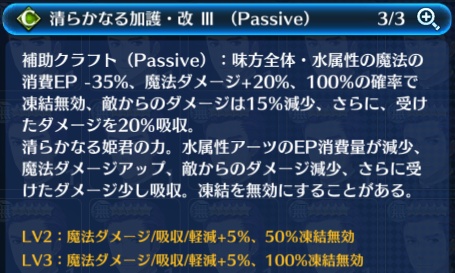 清らかなる加護・改 Ⅲ （Passive） 3/3
補助クラフト（Passive）：味方全体・水属性の魔法の
消費EP -35%、魔法ダメージ+20%、100%の確率で
凍結無効、敵からのダメージは15%減少、さらに、受け
たダメージを20%吸収。
清らかなる姫君の力。水属性アーツのEP消費量が減少、
魔法ダメージアップ、敵からのダメージ減少、さらに受
けたダメージ少し吸収。凍結を無効にすることがある。
LV2：魔法ダメージ/吸収/軽減+5%、50%凍結無効
LV3：魔法ダメージ/吸収/軽減+5%、100%凍結無効